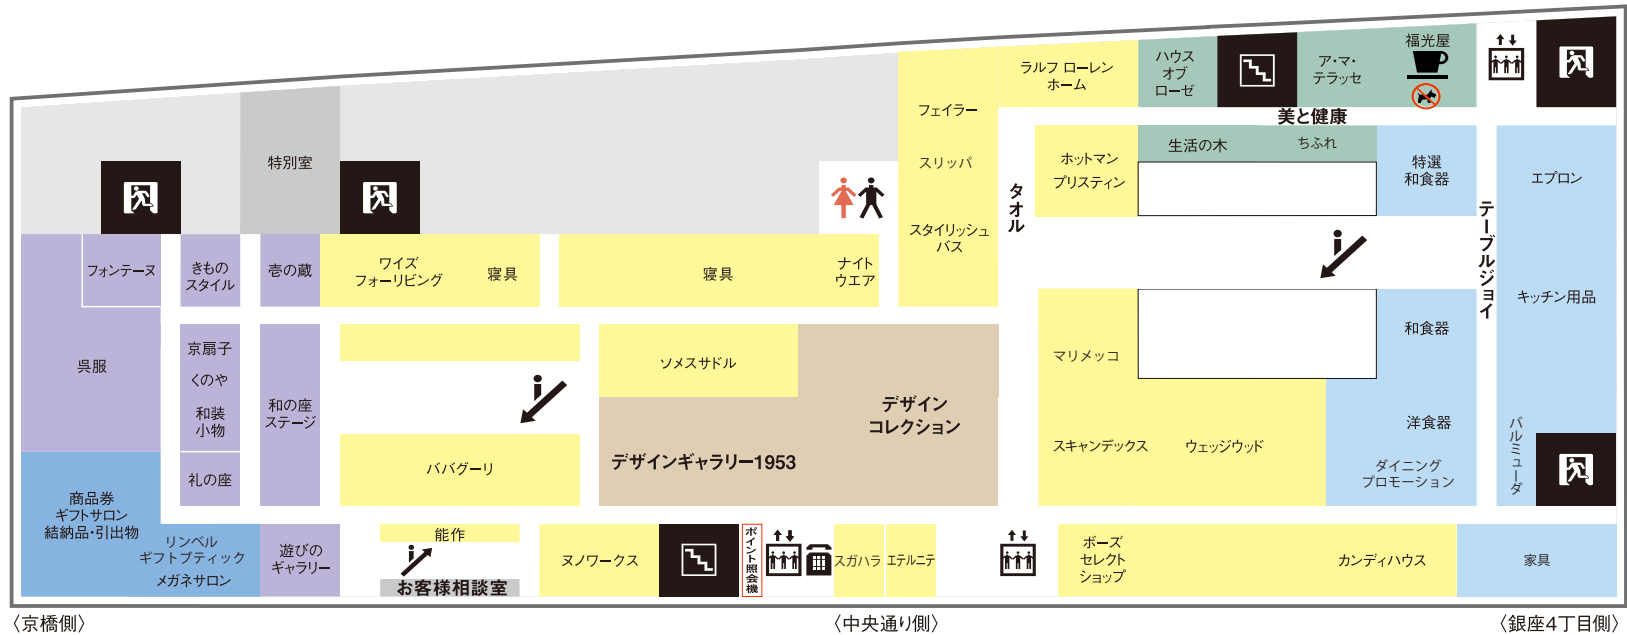 福光屋
ハウス
オブ
ローゼ
ア・マ・
テラッセ
ラルフ ローレン
ホーム
美と健康
フェイラー
スリッパ
スタイリッシュ
バス
タオル
ホットマン
プリスティン
生活の木
ちふれ
特選
和食器
エプロン
テーブルジョイ
キッチン用品
特別室
フォンテーヌ
きもの
スタイル
壱の蔵
ワイズ
フォーリビング
寝具
寝具
ナイト
ウエア
呉服
京扇子
くのや
和装
小物
礼の座
和の座
ステージ
ソメスサドル
デザイン
コレクション
デザインギャラリー1953
ババグーリ
マリメッコ
スキャンデックス
ウェッジウッド
和食器
洋食器
ダイニング
プロモーション
バルミューダ
商品券
ギフトサロン
結納品・引出物
リンベル
ギフトブティック
メガネサロン
遊びの
ギャラリー
能作
お客様相談室
ヌノワークス
ポイント照会機
スガハラ
エテルニテ
ボーズ
セレクト
ショップ
カンディハウス
家具
〈京橋側〉
〈中央通り側〉
〈銀座4丁目側〉